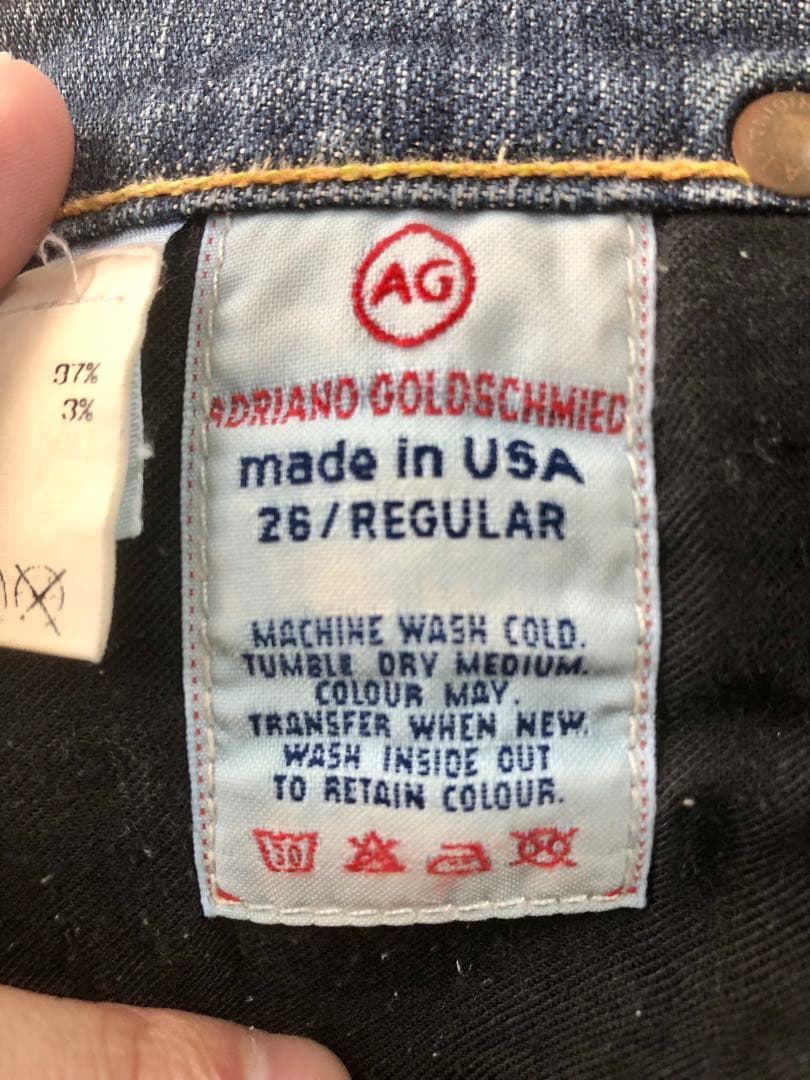 AG
ADRIANO GOLDSCHMIED
made in USA
26/REGULAR
MACHINE WASH COLD.
TUMBLE DRY MEDIUM.
COLOUR MAY.
TRANSFER WHEN NEW.
WASH INSIDE OUT
TO RETAIN COLOUR.
30
97%
3%